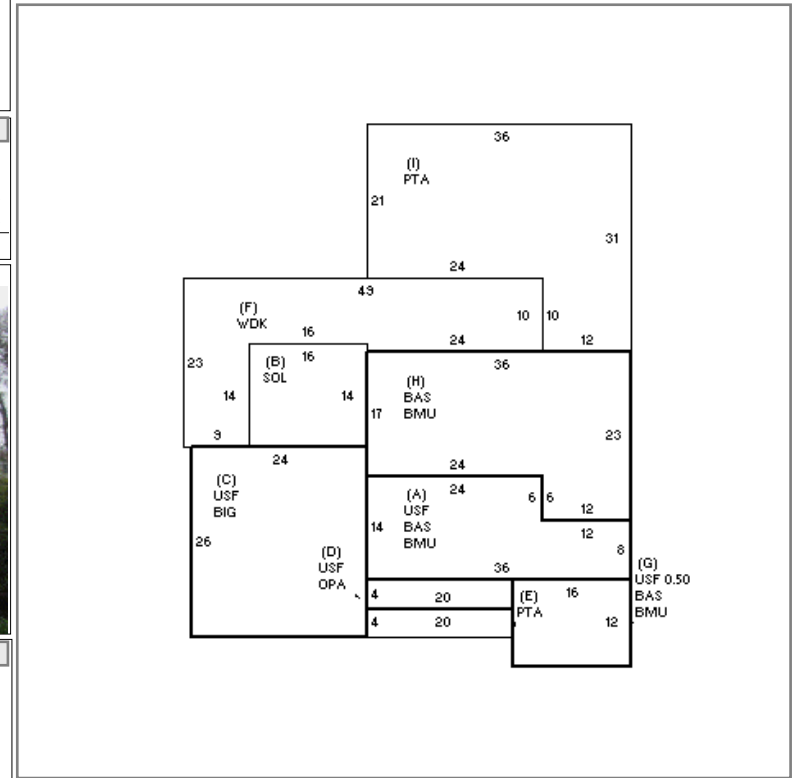 36
(I)
PTA
21
31
24
49
(F)
WDK
10 10
16
24 12
23
(B)
SOL
16
36
14 14
(H)
BAS
BMU
17
9
23
24
24
(C)
USF
BIG
24
(A)
USF
BAS
BMU
6 6
12
12
14
26
8
(D)
USF
OPA
36
(G)
USF 0.50
BAS
BMU
4 20
(E)
PTA
16
4 20
12